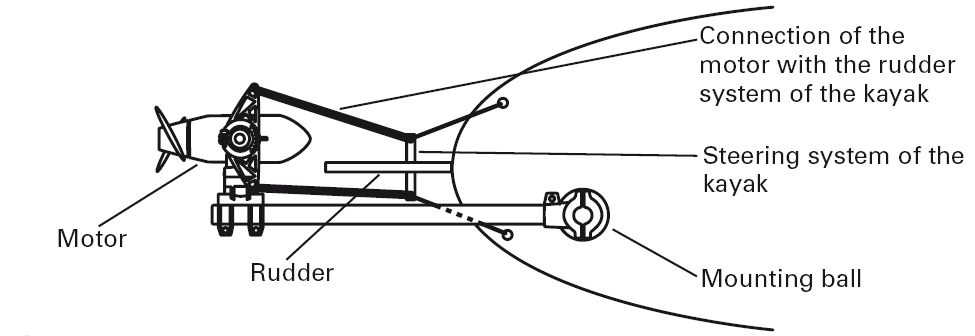 Connection of the
motor with the rudder
system of the kayak
Steering system of the
kayak
Motor
Rudder
Mounting ball